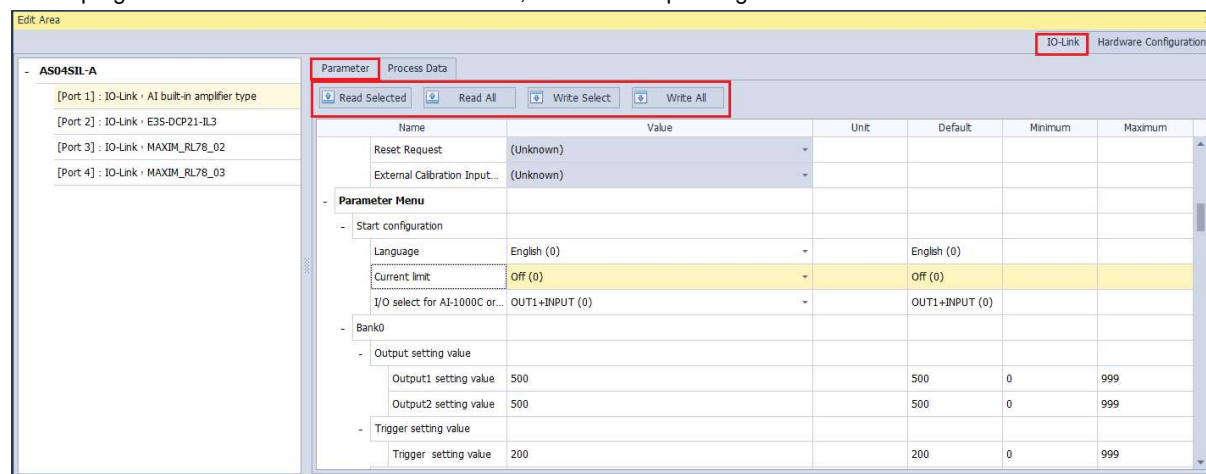 Edit Area
IO-Link Hardware Configuration
- AS04SIL-A
[Port 1] : IO-Link , AI built-in amplifier type
[Port 2] : IO-Link , E3S-DCP21-IL3
[Port 3] : IO-Link , MAXIM_RL78_02
[Port 4] : IO-Link , MAXIM_RL78_03
Parameter Process Data
Read Selected Read All Write Select Write All
Name Value Unit Default Minimum Maximum
Reset Request (Unknown)
External Calibration Input... (Unknown)
- Parameter Menu
- Start configuration
Language English (0) English (0)
Current limit Off (0) Off (0)
I/O select for AI-1000C or... OUT1+INPUT (0) OUT1+INPUT (0)
- Bank0
- Output setting value
Output1 setting value 500 500 0 999
Output2 setting value 500 500 0 999
- Trigger setting value
Trigger setting value 200 200 0 999